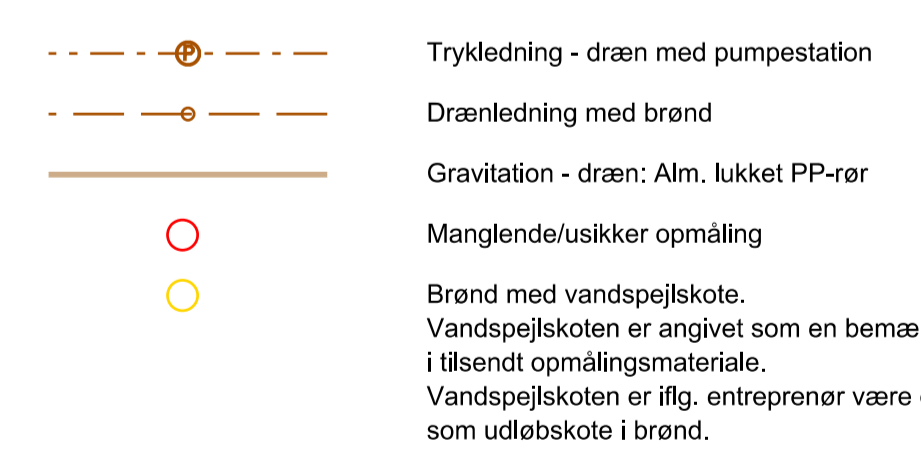 P
Trykledning - dræn med pumpestation
Drænledning med brønd
Gravitation - dræn: Alm. lukket PP-rør
Manglende/usikker opmåling
Brønd med vandspejlskote.
Vandspejlskoten er angivet som en
i tilsendt opmålingsmateriale.
Vandspejlskoten er iflg. entreprenør være
som udløbskote i brønd.